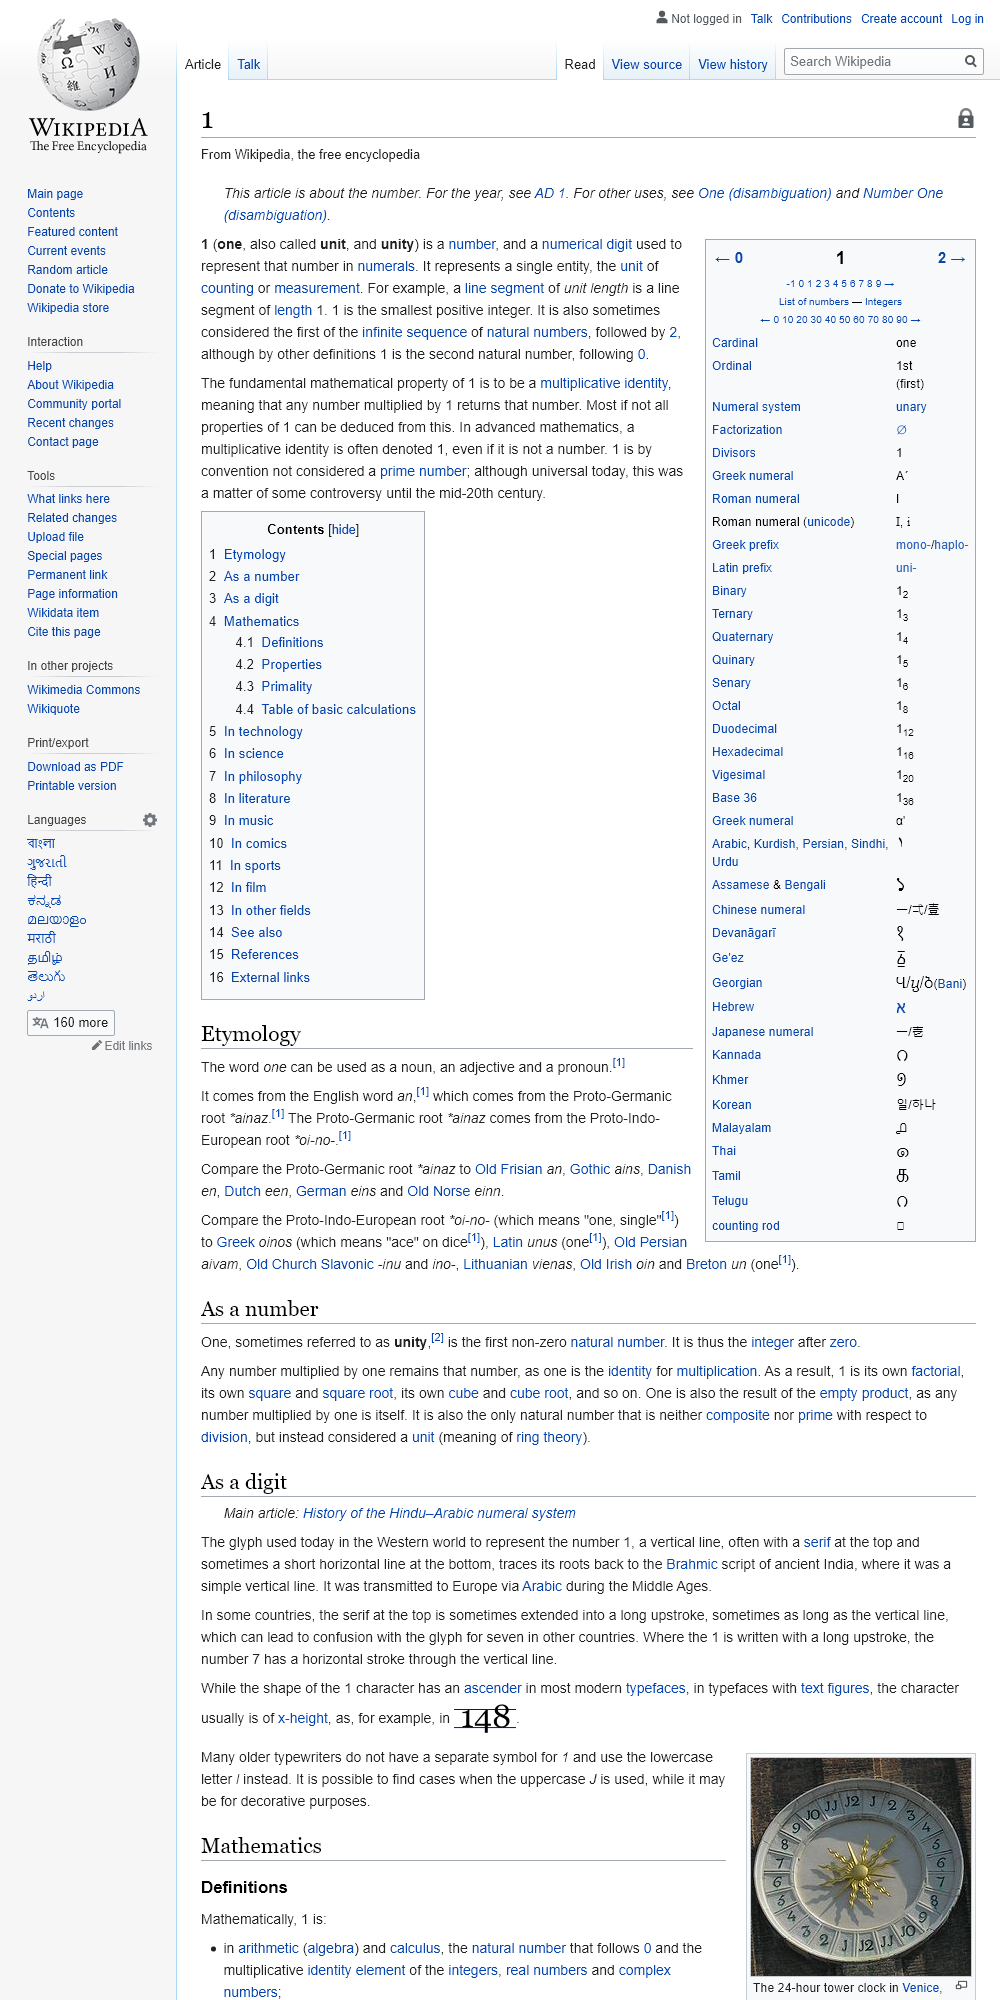 Not logged in Talk Contributions Create account Log in
Article Talk Read View source View history Search Wikipedia
WIKIPEDIA
The Free Encyclopedia
Main page
Contents
Featured content
Current events
Random article
Donate to Wikipedia
Wikipedia store
Interaction
Help
About Wikipedia
Community portal
Recent changes
Contact page
Tools
What links here
Related changes
Upload file
Special pages
Permanent link
Page information
Wikidata item
Cite this page
In other projects
Wikimedia Commons
Wikiquote
Print/export
Download as PDF
Printable version
Languages
বাংলা
ગુજરાતી
हिन्दी
ಕನ್ನಡ
മലയാളം
मराठी
தமிழ்
తెలుగు
اردو
160 more
Edit links
1
From Wikipedia, the free encyclopedia
This article is about the number. For the year, see AD 1. For other uses, see One (disambiguation) and Number One
(disambiguation).
1 (one, also called unit, and unity) is a number, and a numerical digit used to
represent that number in numerals. It represents a single entity, the unit of
counting or measurement. For example, a line segment of unit length is a line
segment of length 1. 1 is the smallest positive integer. It is also sometimes
considered the first of the infinite sequence of natural numbers, followed by 2,
although by other definitions 1 is the second natural number, following 0.
The fundamental mathematical property of 1 is to be a multiplicative identity,
meaning that any number multiplied by 1 returns that number. Most if not all
properties of 1 can be deduced from this. In advanced mathematics, a
multiplicative identity is often denoted 1, even if it is not a number. 1 is by
convention not considered a prime number; although universal today, this was
a matter of some controversy until the mid-20th century.
← 0 1 2 →
-1 0 1 2 3 4 5 6 7 8 9 →
List of numbers — Integers
← 0 10 20 30 40 50 60 70 80 90 →
Cardinal one
Ordinal 1st
(first)
Numeral system unary
Factorization ∅
Divisors 1
Greek numeral Α´
Roman numeral I
Roman numeral (unicode) Ⅰ, ⅰ
Greek prefix mono-/haplo-
Latin prefix uni-
Binary 1₂
Ternary 1₃
Quaternary 1₄
Quinary 1₅
Senary 1₆
Octal 1₈
Duodecimal 1₁₂
Hexadecimal 1₁₆
Vigesimal 1₂₀
Base 36 1₃₆
Greek numeral α'
Arabic, Kurdish, Persian, Sindhi, ١
Urdu
Assamese & Bengali ১
Chinese numeral 一/弌/壹
Devanāgarī १
Ge'ez ፩
Georgian Ⴁ/ⴁ/ბ(Bani)
Hebrew א
Japanese numeral 一/壱
Kannada ೧
Khmer ១
Korean 일/하나
Malayalam ൧
Thai ๑
Tamil ௧
Telugu ౧
counting rod
Contents [hide]
1 Etymology
2 As a number
3 As a digit
4 Mathematics
4.1 Definitions
4.2 Properties
4.3 Primality
4.4 Table of basic calculations
5 In technology
6 In science
7 In philosophy
8 In literature
9 In music
10 In comics
11 In sports
12 In film
13 In other fields
14 See also
15 References
16 External links
Etymology
The word one can be used as a noun, an adjective and a pronoun.[1]
It comes from the English word an,[1] which comes from the Proto-Germanic
root *ainaz.[1] The Proto-Germanic root *ainaz comes from the Proto-Indo-
European root *oi-no-.[1]
Compare the Proto-Germanic root *ainaz to Old Frisian an, Gothic ains, Danish
en, Dutch een, German eins and Old Norse einn.
Compare the Proto-Indo-European root *oi-no- (which means "one, single"[1])
to Greek oinos (which means "ace" on dice[1]), Latin unus (one[1]), Old Persian
aivam, Old Church Slavonic -inu and ino-, Lithuanian vienas, Old Irish oin and Breton un (one[1]).
As a number
One, sometimes referred to as unity,[2] is the first non-zero natural number. It is thus the integer after zero.
Any number multiplied by one remains that number, as one is the identity for multiplication. As a result, 1 is its own factorial,
its own square and square root, its own cube and cube root, and so on. One is also the result of the empty product, as any
number multiplied by one is itself. It is also the only natural number that is neither composite nor prime with respect to
division, but instead considered a unit (meaning of ring theory).
As a digit
Main article: History of the Hindu–Arabic numeral system
The glyph used today in the Western world to represent the number 1, a vertical line, often with a serif at the top and
sometimes a short horizontal line at the bottom, traces its roots back to the Brahmic script of ancient India, where it was a
simple vertical line. It was transmitted to Europe via Arabic during the Middle Ages.
In some countries, the serif at the top is sometimes extended into a long upstroke, sometimes as long as the vertical line,
which can lead to confusion with the glyph for seven in other countries. Where the 1 is written with a long upstroke, the
number 7 has a horizontal stroke through the vertical line.
While the shape of the 1 character has an ascender in most modern typefaces, in typefaces with text figures, the character
usually is of x-height, as, for example, in 148.
Many older typewriters do not have a separate symbol for 1 and use the lowercase
letter l instead. It is possible to find cases when the uppercase J is used, while it may
be for decorative purposes.
Mathematics
Definitions
Mathematically, 1 is:
in arithmetic (algebra) and calculus, the natural number that follows 0 and the
multiplicative identity element of the integers, real numbers and complex
numbers;
The 24-hour tower clock in Venice,